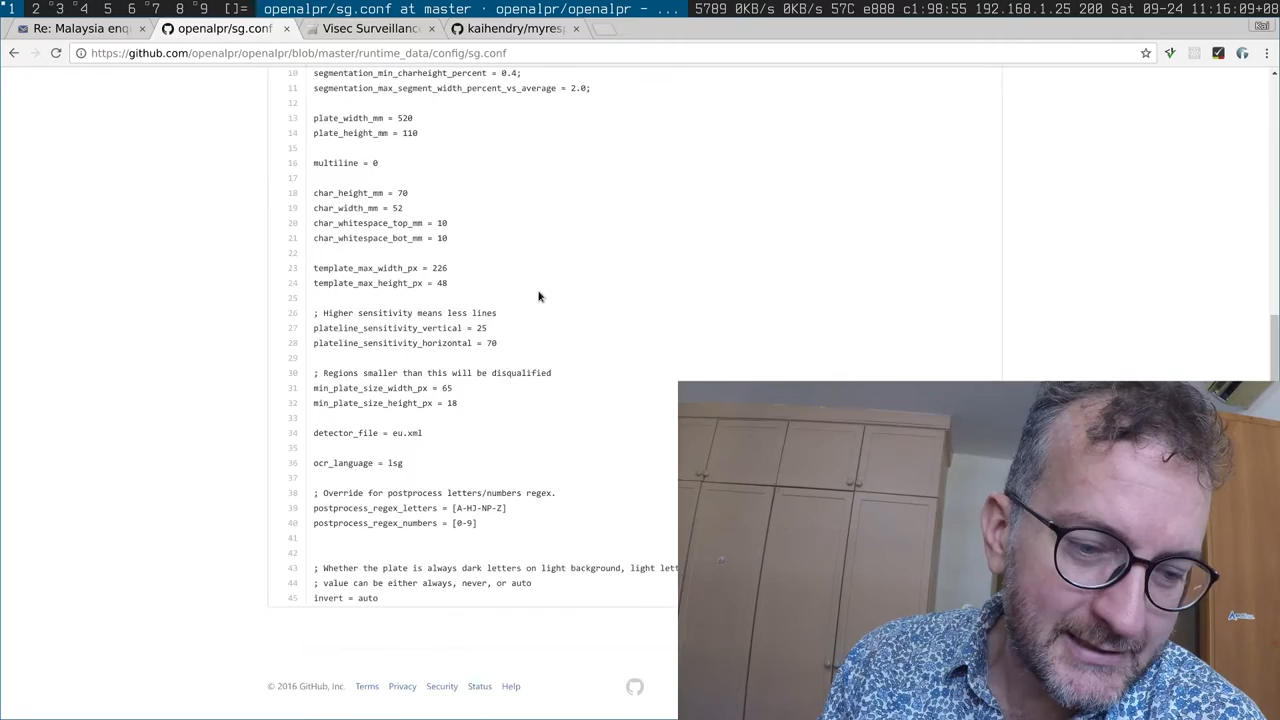 1 2 3 4 5 6 7 8 9 []= openalpr/sg.conf at master · openalpr/openalpr – ... 5789 0KB/s 0KB/s 57C e888 c1:98:55 192.168.1.25 200 Sat 09-24 11:16:09+08:00
Re: Malaysia enq × openalpr/sg.conf × Visec Surveillanc × kaihendry/myresp × Kai
https://github.com/openalpr/openalpr/blob/master/runtime_data/config/sg.conf
10 segmentation_min_charheight_percent = 0.4;
11 segmentation_max_segment_width_percent_vs_average = 2.0;
12
13 plate_width_mm = 520
14 plate_height_mm = 110
15
16 multiline = 0
17
18 char_height_mm = 70
19 char_width_mm = 52
20 char_whitespace_top_mm = 10
21 char_whitespace_bot_mm = 10
22
23 template_max_width_px = 226
24 template_max_height_px = 48
25
26 ; Higher sensitivity means less lines
27 plateline_sensitivity_vertical = 25
28 plateline_sensitivity_horizontal = 70
29
30 ; Regions smaller than this will be disqualified
31 min_plate_size_width_px = 65
32 min_plate_size_height_px = 18
33
34 detector_file = eu.xml
35
36 ocr_language = lsg
37
38 ; Override for postprocess letters/numbers regex.
39 postprocess_regex_letters = [A-HJ-NP-Z]
40 postprocess_regex_numbers = [0-9]
41
42
43 ; Whether the plate is always dark letters on light background, light lett
44 ; value can be either always, never, or auto
45 invert = auto
© 2016 GitHub, Inc. Terms Privacy Security Status Help